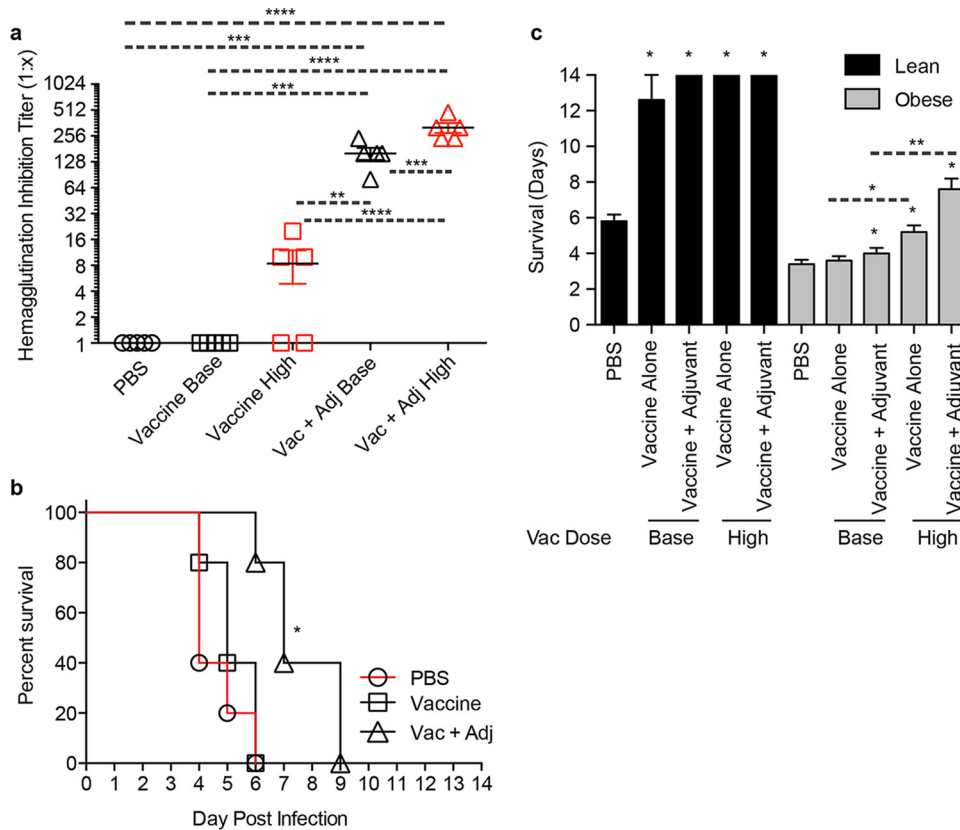 a
****
***
****
***
***
**
****
Hemagglutination Inhibition Titer (1:x)
1024
512
256
128
64
32
16
8
4
2
1
PBS
Vaccine Base
Vaccine High
Vac + Adj Base
Vac + Adj High
b
Percent survival
100
80
60
40
20
0
*
PBS
Vaccine
Vac + Adj
0 1 2 3 4 5 6 7 8 9 10 11 12 13 14
Day Post Infection
c
Lean
Obese
* * * *
**
*
*
*
*
Survival (Days)
14
12
10
8
6
4
2
0
PBS
Vaccine Alone
Vaccine + Adjuvant
Vaccine Alone
Vaccine + Adjuvant
PBS
Vaccine Alone
Vaccine + Adjuvant
Vaccine Alone
Vaccine + Adjuvant
Vac Dose Base High Base High